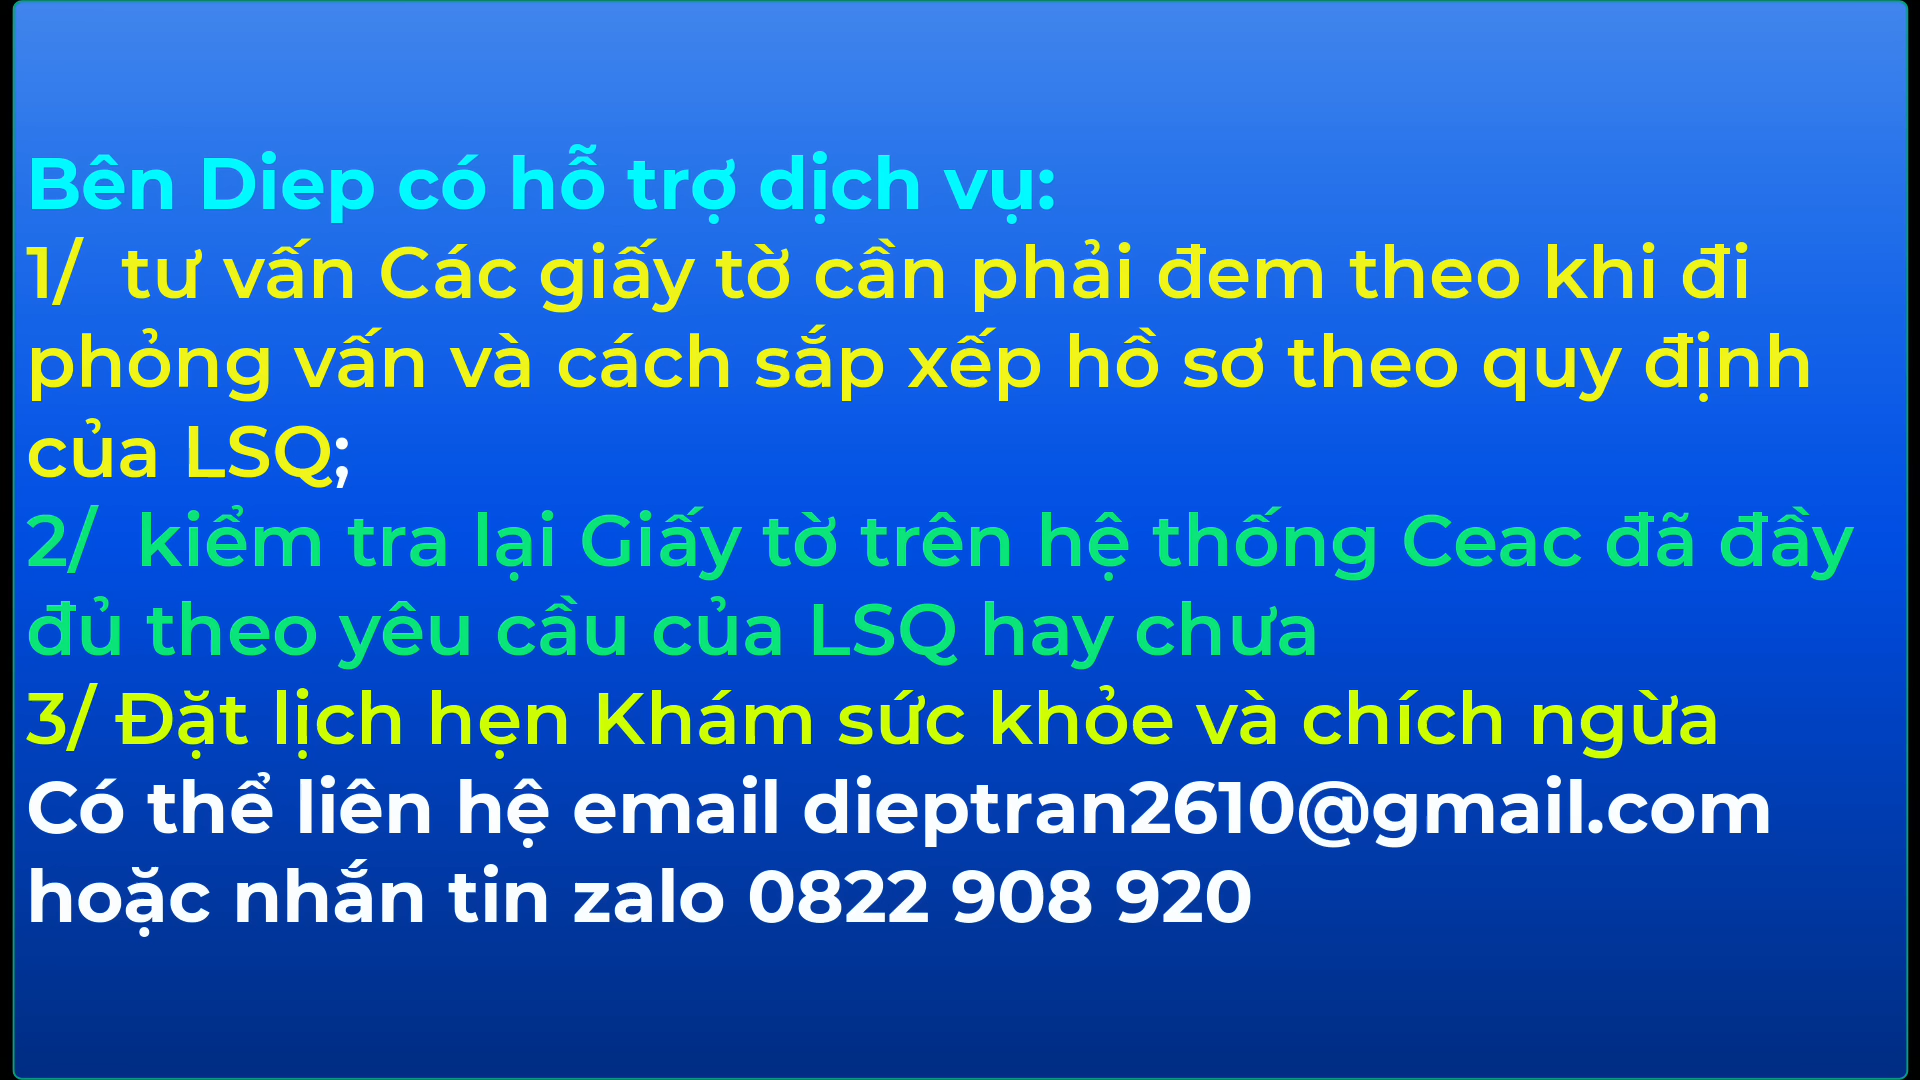 Bên Diep có hỗ trợ dịch vụ:
1/  tư vấn Các giấy tờ cần phải đem theo khi đi
phỏng vấn và cách sắp xếp hồ sơ theo quy định
của LSQ;
2/  kiểm tra lại Giấy tờ trên hệ thống Ceac đã đầy
đủ theo yêu cầu của LSQ hay chưa
3/ Đặt lịch hẹn Khám sức khỏe và chích ngừa
Có thể liên hệ email dieptran2610@gmail.com
hoặc nhắn tin zalo 0822 908 920